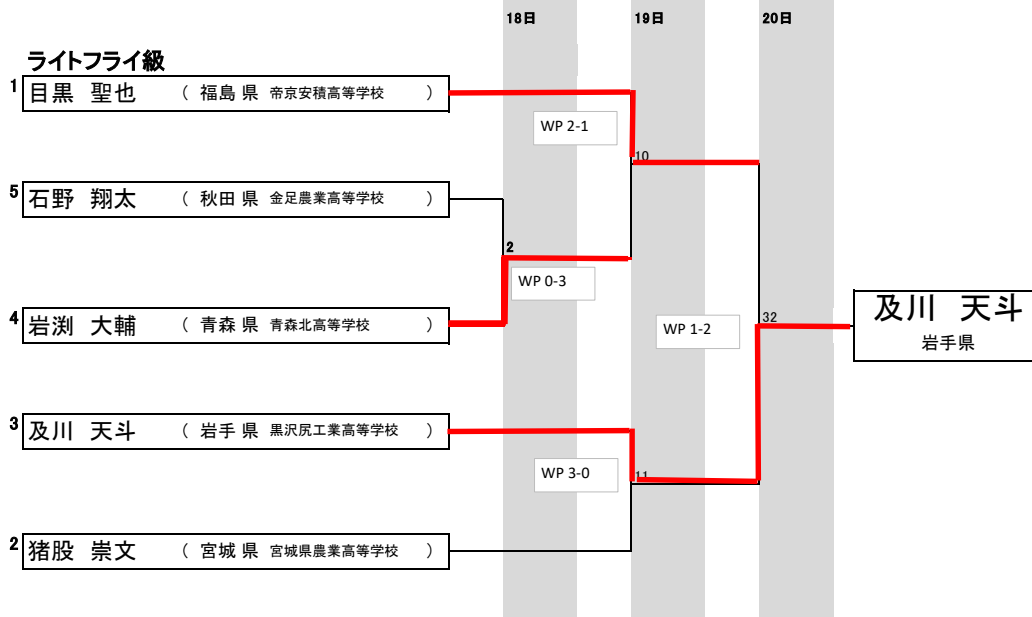 18日 19日 20日
ライトフライ級
1 目黒 聖也 ( 福島 県 帝京安積高等学校 )
WP 2-1
10
5 石野 翔太 ( 秋田 県 金足農業高等学校 )
2
WP 0-3
4 岩渕 大輔 ( 青森 県 青森北高等学校 )
WP 1-2
32
及川 天斗
岩手県
3 及川 天斗 ( 岩手 県 黒沢尻工業高等学校 )
WP 3-0
11
2 猪股 崇文 ( 宮城 県 宮城県農業高等学校 )